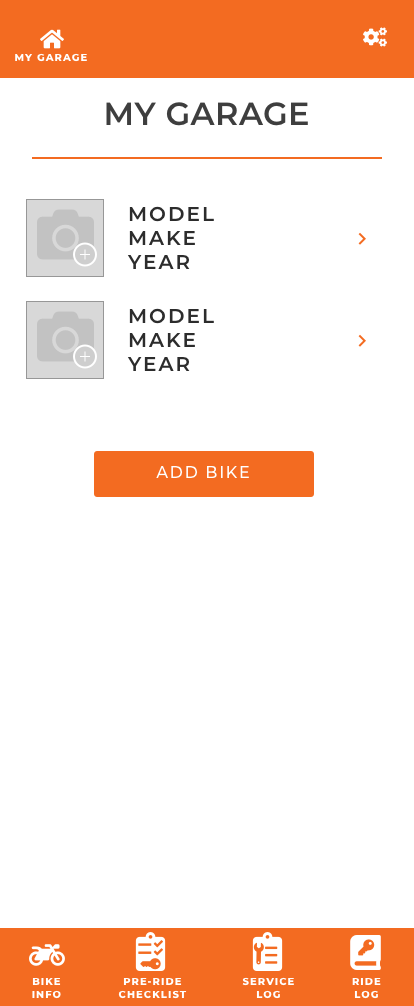 MY GARAGE
MY GARAGE
MODEL
MAKE
YEAR
MODEL
MAKE
YEAR
ADD BIKE
BIKE
INFO
PRE-RIDE
CHECKLIST
SERVICE
LOG
RIDE
LOG